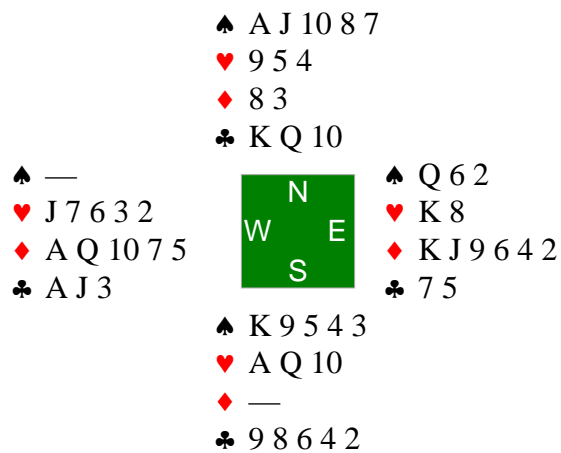 ♠ A J 10 8 7
♥ 9 5 4
♦ 8 3
♣ K Q 10
♠ —
♥ J 7 6 3 2
♦ A Q 10 7 5
♣ A J 3
N
W E
S
♠ Q 6 2
♥ K 8
♦ K J 9 6 4 2
♣ 7 5
♠ K 9 5 4 3
♥ A Q 10
♦ —
♣ 9 8 6 4 2